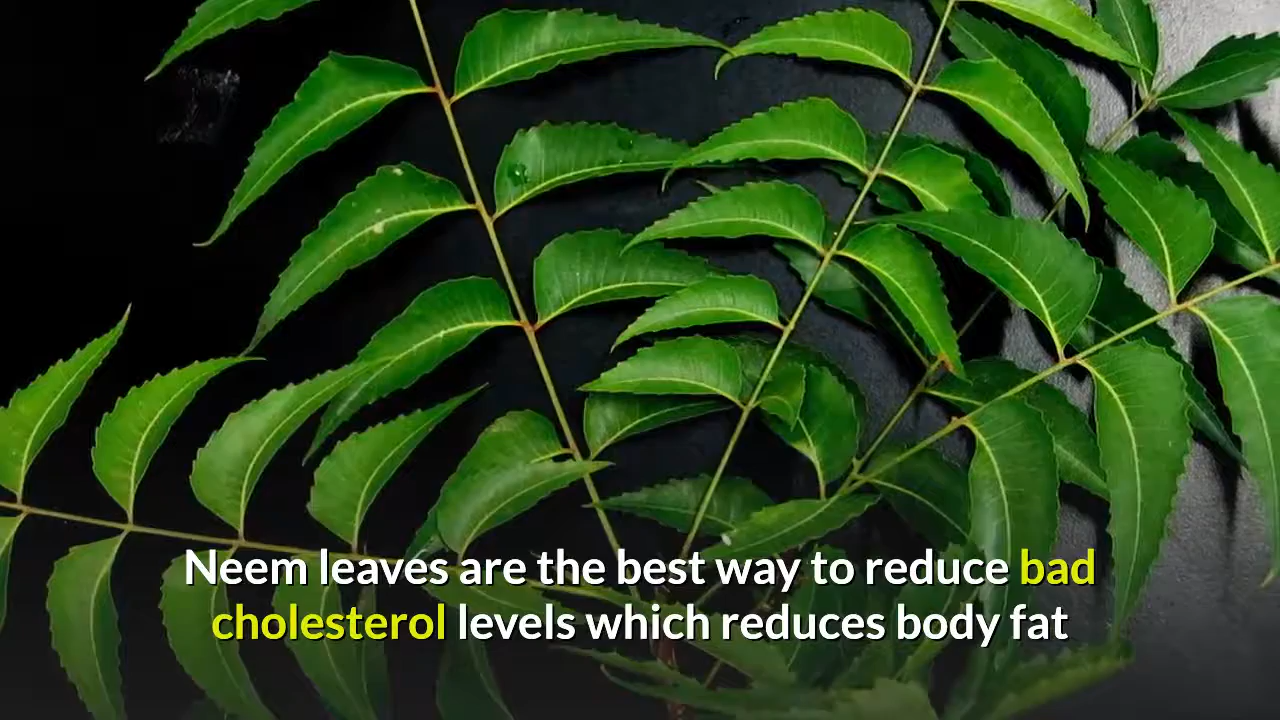 Neem leaves are the best way to reduce bad
cholesterol levels which reduces body fat